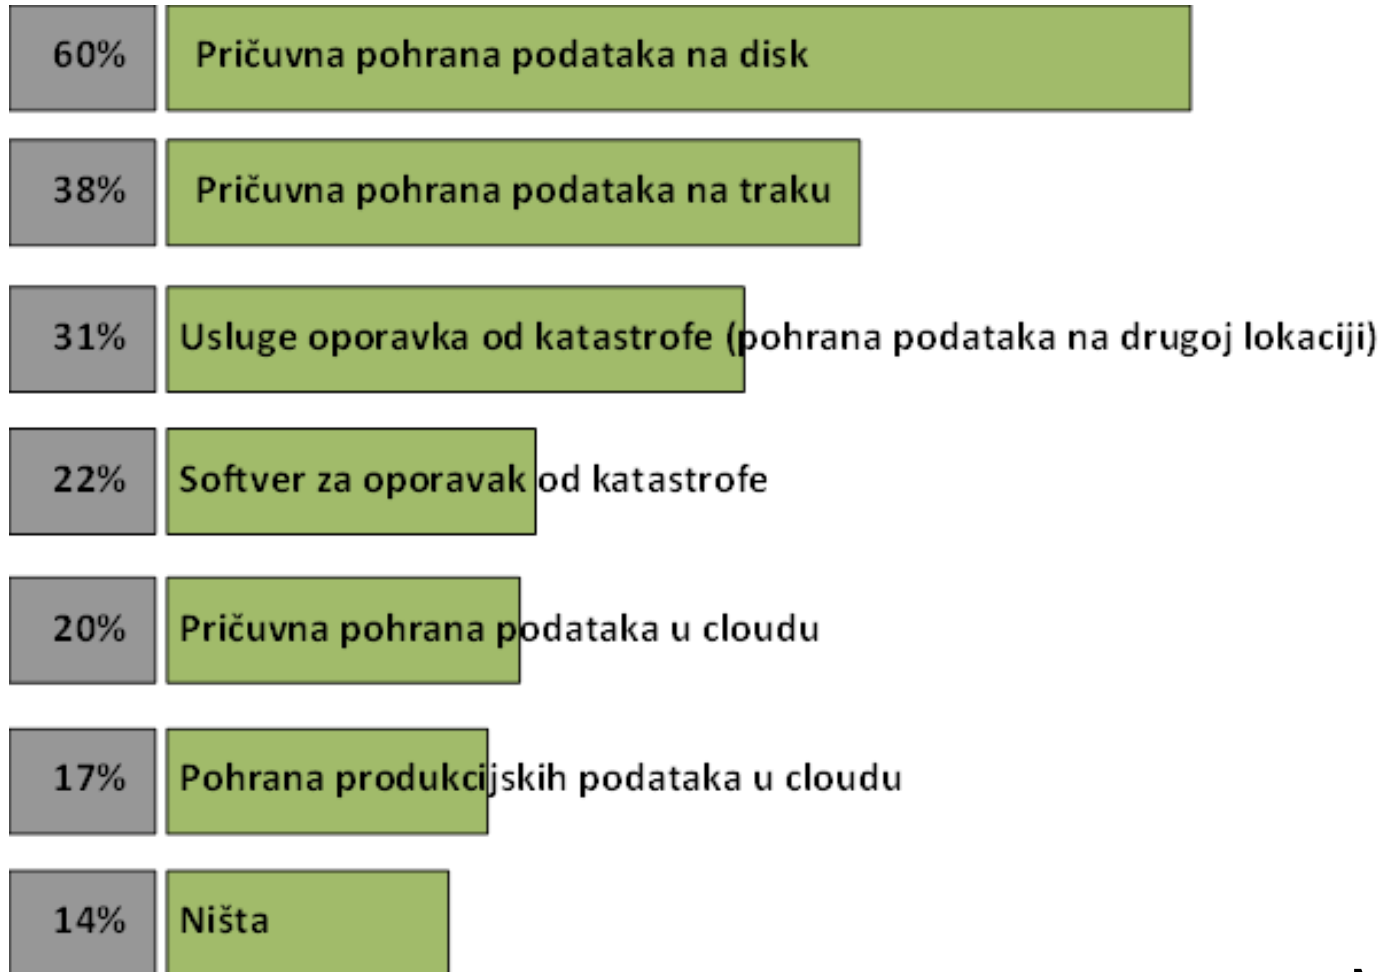 60% Pričuvna pohrana podataka na disk
38% Pričuvna pohrana podataka na traku
31% Usluge oporavka od katastrofe (pohrana podataka na drugoj lokaciji)
22% Softver za oporavak od katastrofe
20% Pričuvna pohrana podataka u cloudu
17% Pohrana produkcijskih podataka u cloudu
14% Ništa